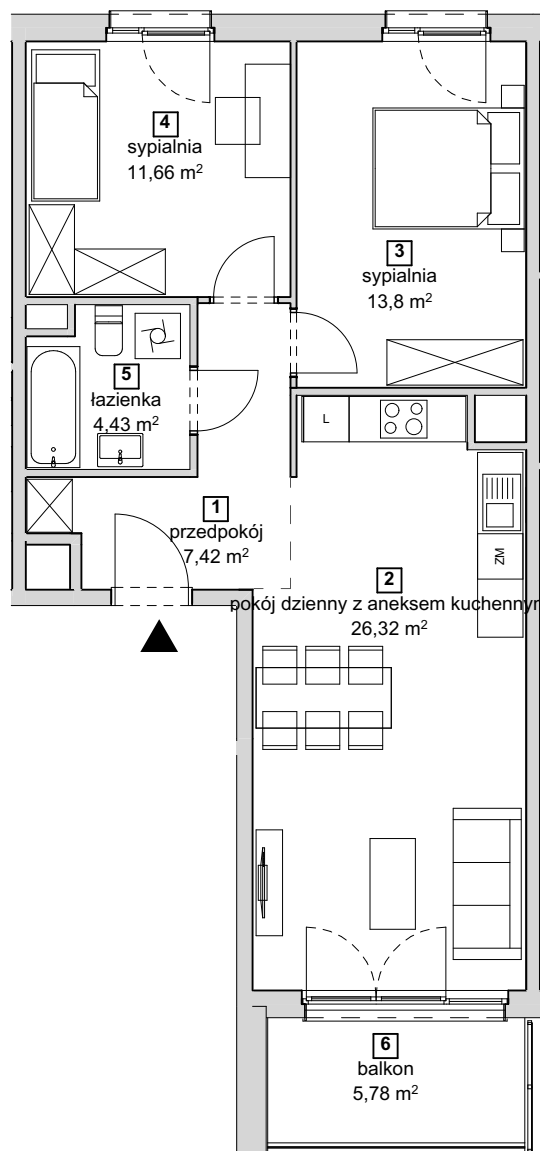 4
sypialnia
11,66 m²
3
sypialnia
13,8 m²
5
łazienka
4,43 m²
L
1
przedpokój
7,42 m²
ZM
2
pokój dzienny z aneksem kuchennym
26,32 m²
6
balkon
5,78 m²